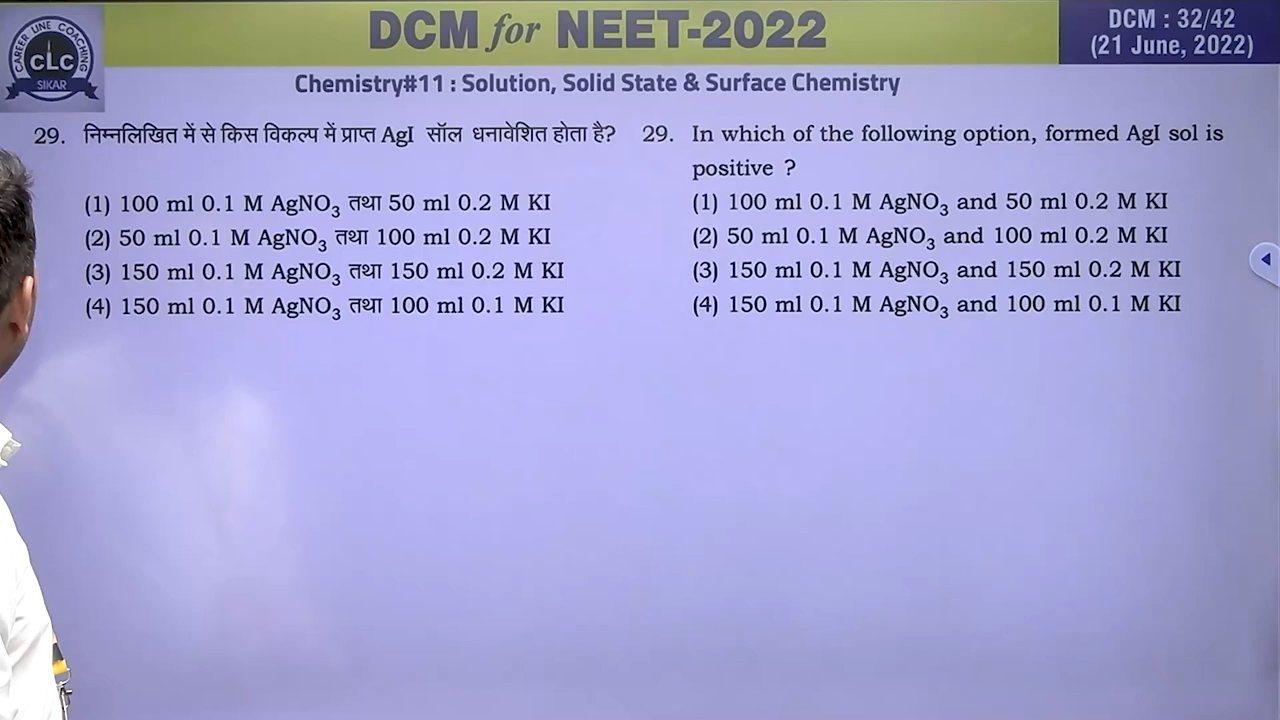 CAREER LINE COACHING
CLC
SIKAR
DCM for NEET-2022
DCM : 32/42
(21 June, 2022)
Chemistry#11 : Solution, Solid State & Surface Chemistry
29. निम्नलिखित में से किस विकल्प में प्राप्त AgI सॉल धनावेशित होता है?
(1) 100 ml 0.1 M AgNO₃ तथा 50 ml 0.2 M KI
(2) 50 ml 0.1 M AgNO₃ तथा 100 ml 0.2 M KI
(3) 150 ml 0.1 M AgNO₃ तथा 150 ml 0.2 M KI
(4) 150 ml 0.1 M AgNO₃ तथा 100 ml 0.1 M KI
29. In which of the following option, formed AgI sol is
positive ?
(1) 100 ml 0.1 M AgNO₃ and 50 ml 0.2 M KI
(2) 50 ml 0.1 M AgNO₃ and 100 ml 0.2 M KI
(3) 150 ml 0.1 M AgNO₃ and 150 ml 0.2 M KI
(4) 150 ml 0.1 M AgNO₃ and 100 ml 0.1 M KI